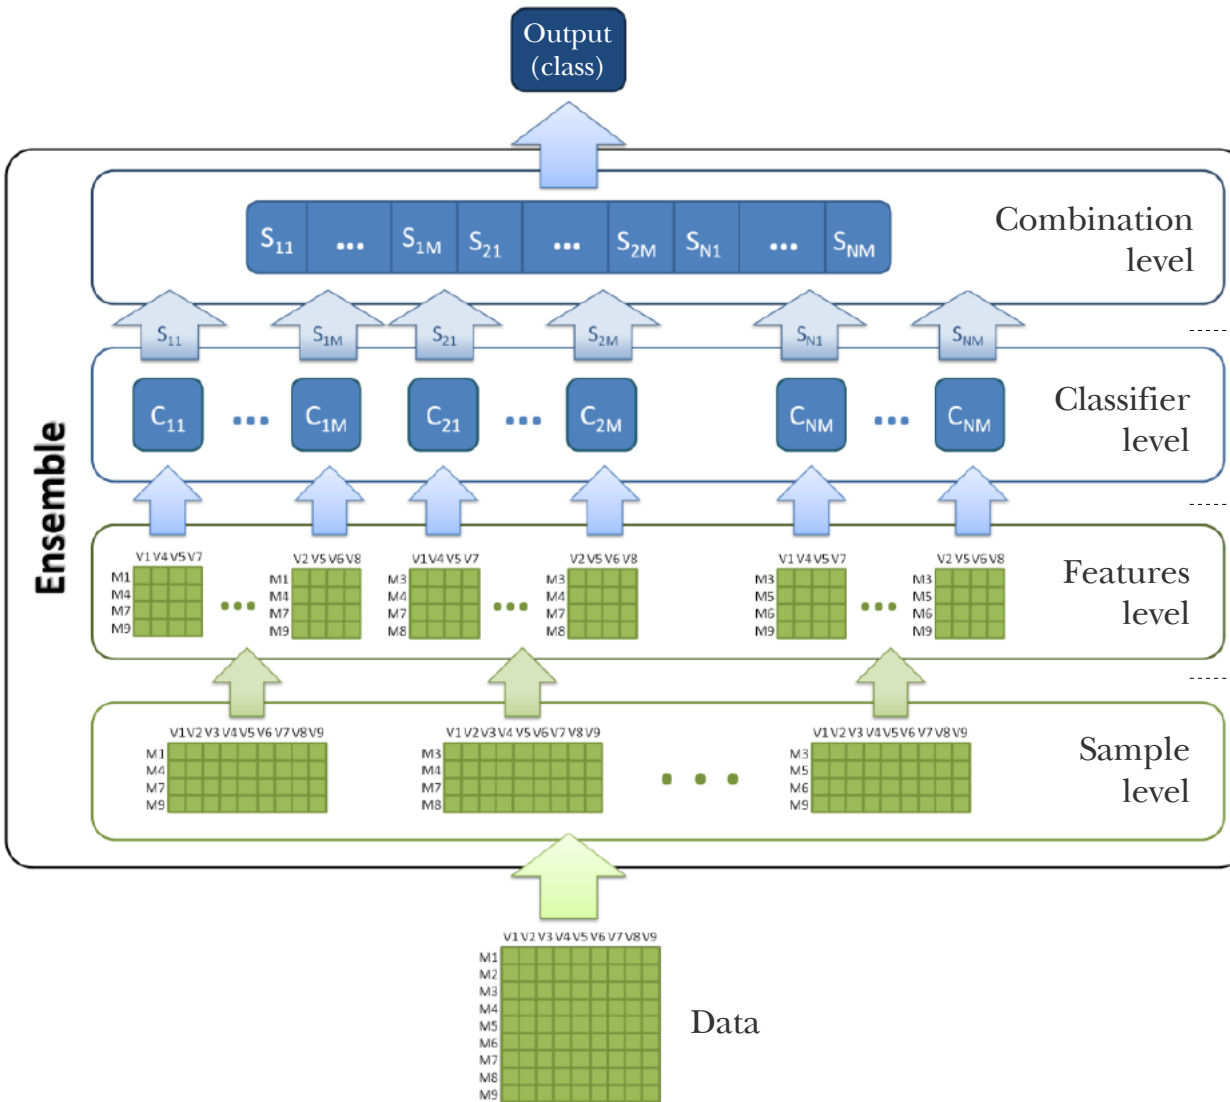 Output
(class)
Ensemble
S11 ... S1M S21 ... S2M SN1 ... SNM
Combination
level
S11 S1M S21 S2M SN1 SNM
C11 ... C1M C21 ... C2M CNM ... CNM
Classifier
level
V1 V4 V5 V7
M1
M4
M7
M9
...
V2 V5 V6 V8
M1
M4
M7
M9
V1 V4 V5 V7
M3
M4
M7
M8
...
V2 V5 V6 V8
M3
M4
M7
M8
V1 V4 V5 V7
M3
M5
M6
M9
...
V2 V5 V6 V8
M3
M5
M6
M9
Features
level
V1 V2 V3 V4 V5 V6 V7 V8 V9
M1
M4
M7
M9
V1 V2 V3 V4 V5 V6 V7 V8 V9
M3
M4
M7
M8
...
V1 V2 V3 V4 V5 V6 V7 V8 V9
M3
M5
M6
M9
Sample
level
V1 V2 V3 V4 V5 V6 V7 V8 V9
M1
M2
M3
M4
M5
M6
M7
M8
M9
Data